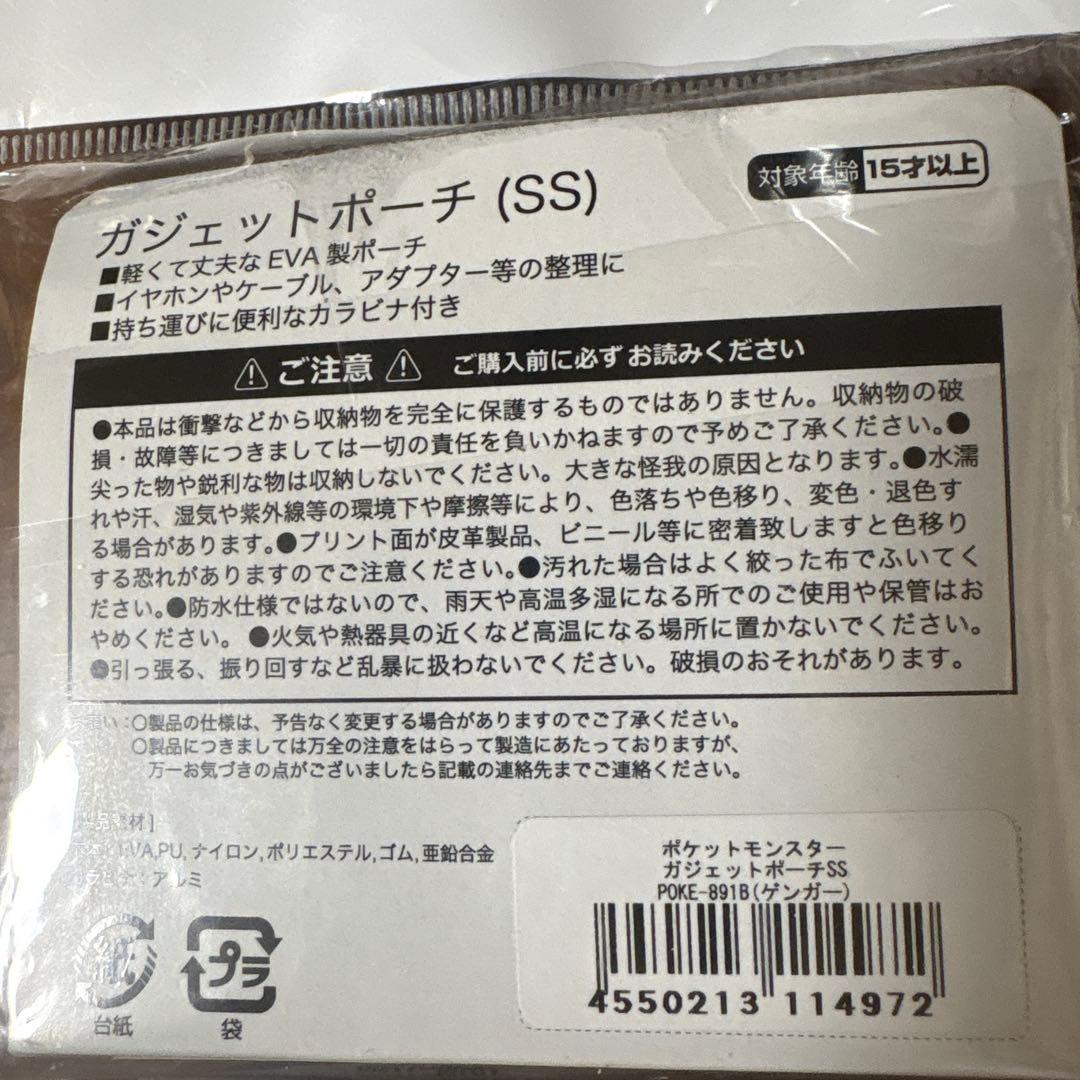 ガジェットポーチ (SS)
対象年齢 15才以上
■軽くて丈夫な EVA 製ポーチ
■イヤホンやケーブル、アダプター等の整理に
■持ち運びに便利なカラビナ付き
ご注意 ご購入前に必ずお読みください
●本品は衝撃などから収納物を完全に保護するものではありません。収納物の破
損・故障等につきましては一切の責任を負いかねますので予めご了承ください。●
尖った物や鋭利な物は収納しないでください。大きな怪我の原因となります。●水濡
れや汗、湿気や紫外線等の環境下や摩擦等により、色落ちや色移り、変色・退色す
る場合があります。●プリント面が皮革製品、ビニール等に密着致しますと色移り
する恐れがありますのでご注意ください。●汚れた場合はよく絞った布でふいてく
ださい。●防水仕様ではないので、雨天や高温多湿になる所でのご使用や保管はお
やめください。●火気や熱器具の近くなど高温になる場所に置かないでください。
●引っ張る、振り回すなど乱暴に扱わないでください。破損のおそれがあります。
い:○製品の仕様は、予告なく変更する場合がありますのでご了承ください。
○製品につきましては万全の注意をはらって製造にあたっておりますが、
万一お気づきの点がございましたら記載の連絡先までご連絡ください。
材]
VA,PU,ナイロン,ポリエステル,ゴム,亜鉛合金
:アルミ
紙
台紙
プラ
袋
ポケットモンスター
ガジェットポーチSS
POKE-891B(ゲンガー)
4550213 114972